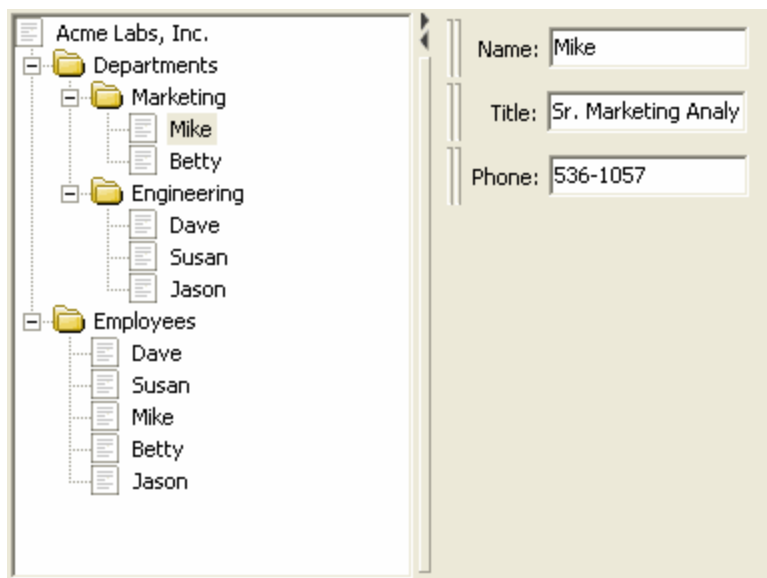 Acme Labs, Inc.
Departments
Marketing
Mike
Betty
Engineering
Dave
Susan
Jason
Employees
Dave
Susan
Mike
Betty
Jason
Name: Mike
Title: Sr. Marketing Analy
Phone: 536-1057